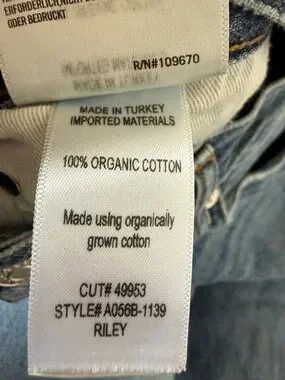 ERFORDERLICH,NICHT
ODER BEDRUCKT
R/N#109670
MADE IN TURKEY
IMPORTED MATERIALS
100% ORGANIC COTTON
Made using organically
grown cotton
CUT# 49953
STYLE# A056B-1139
RILEY